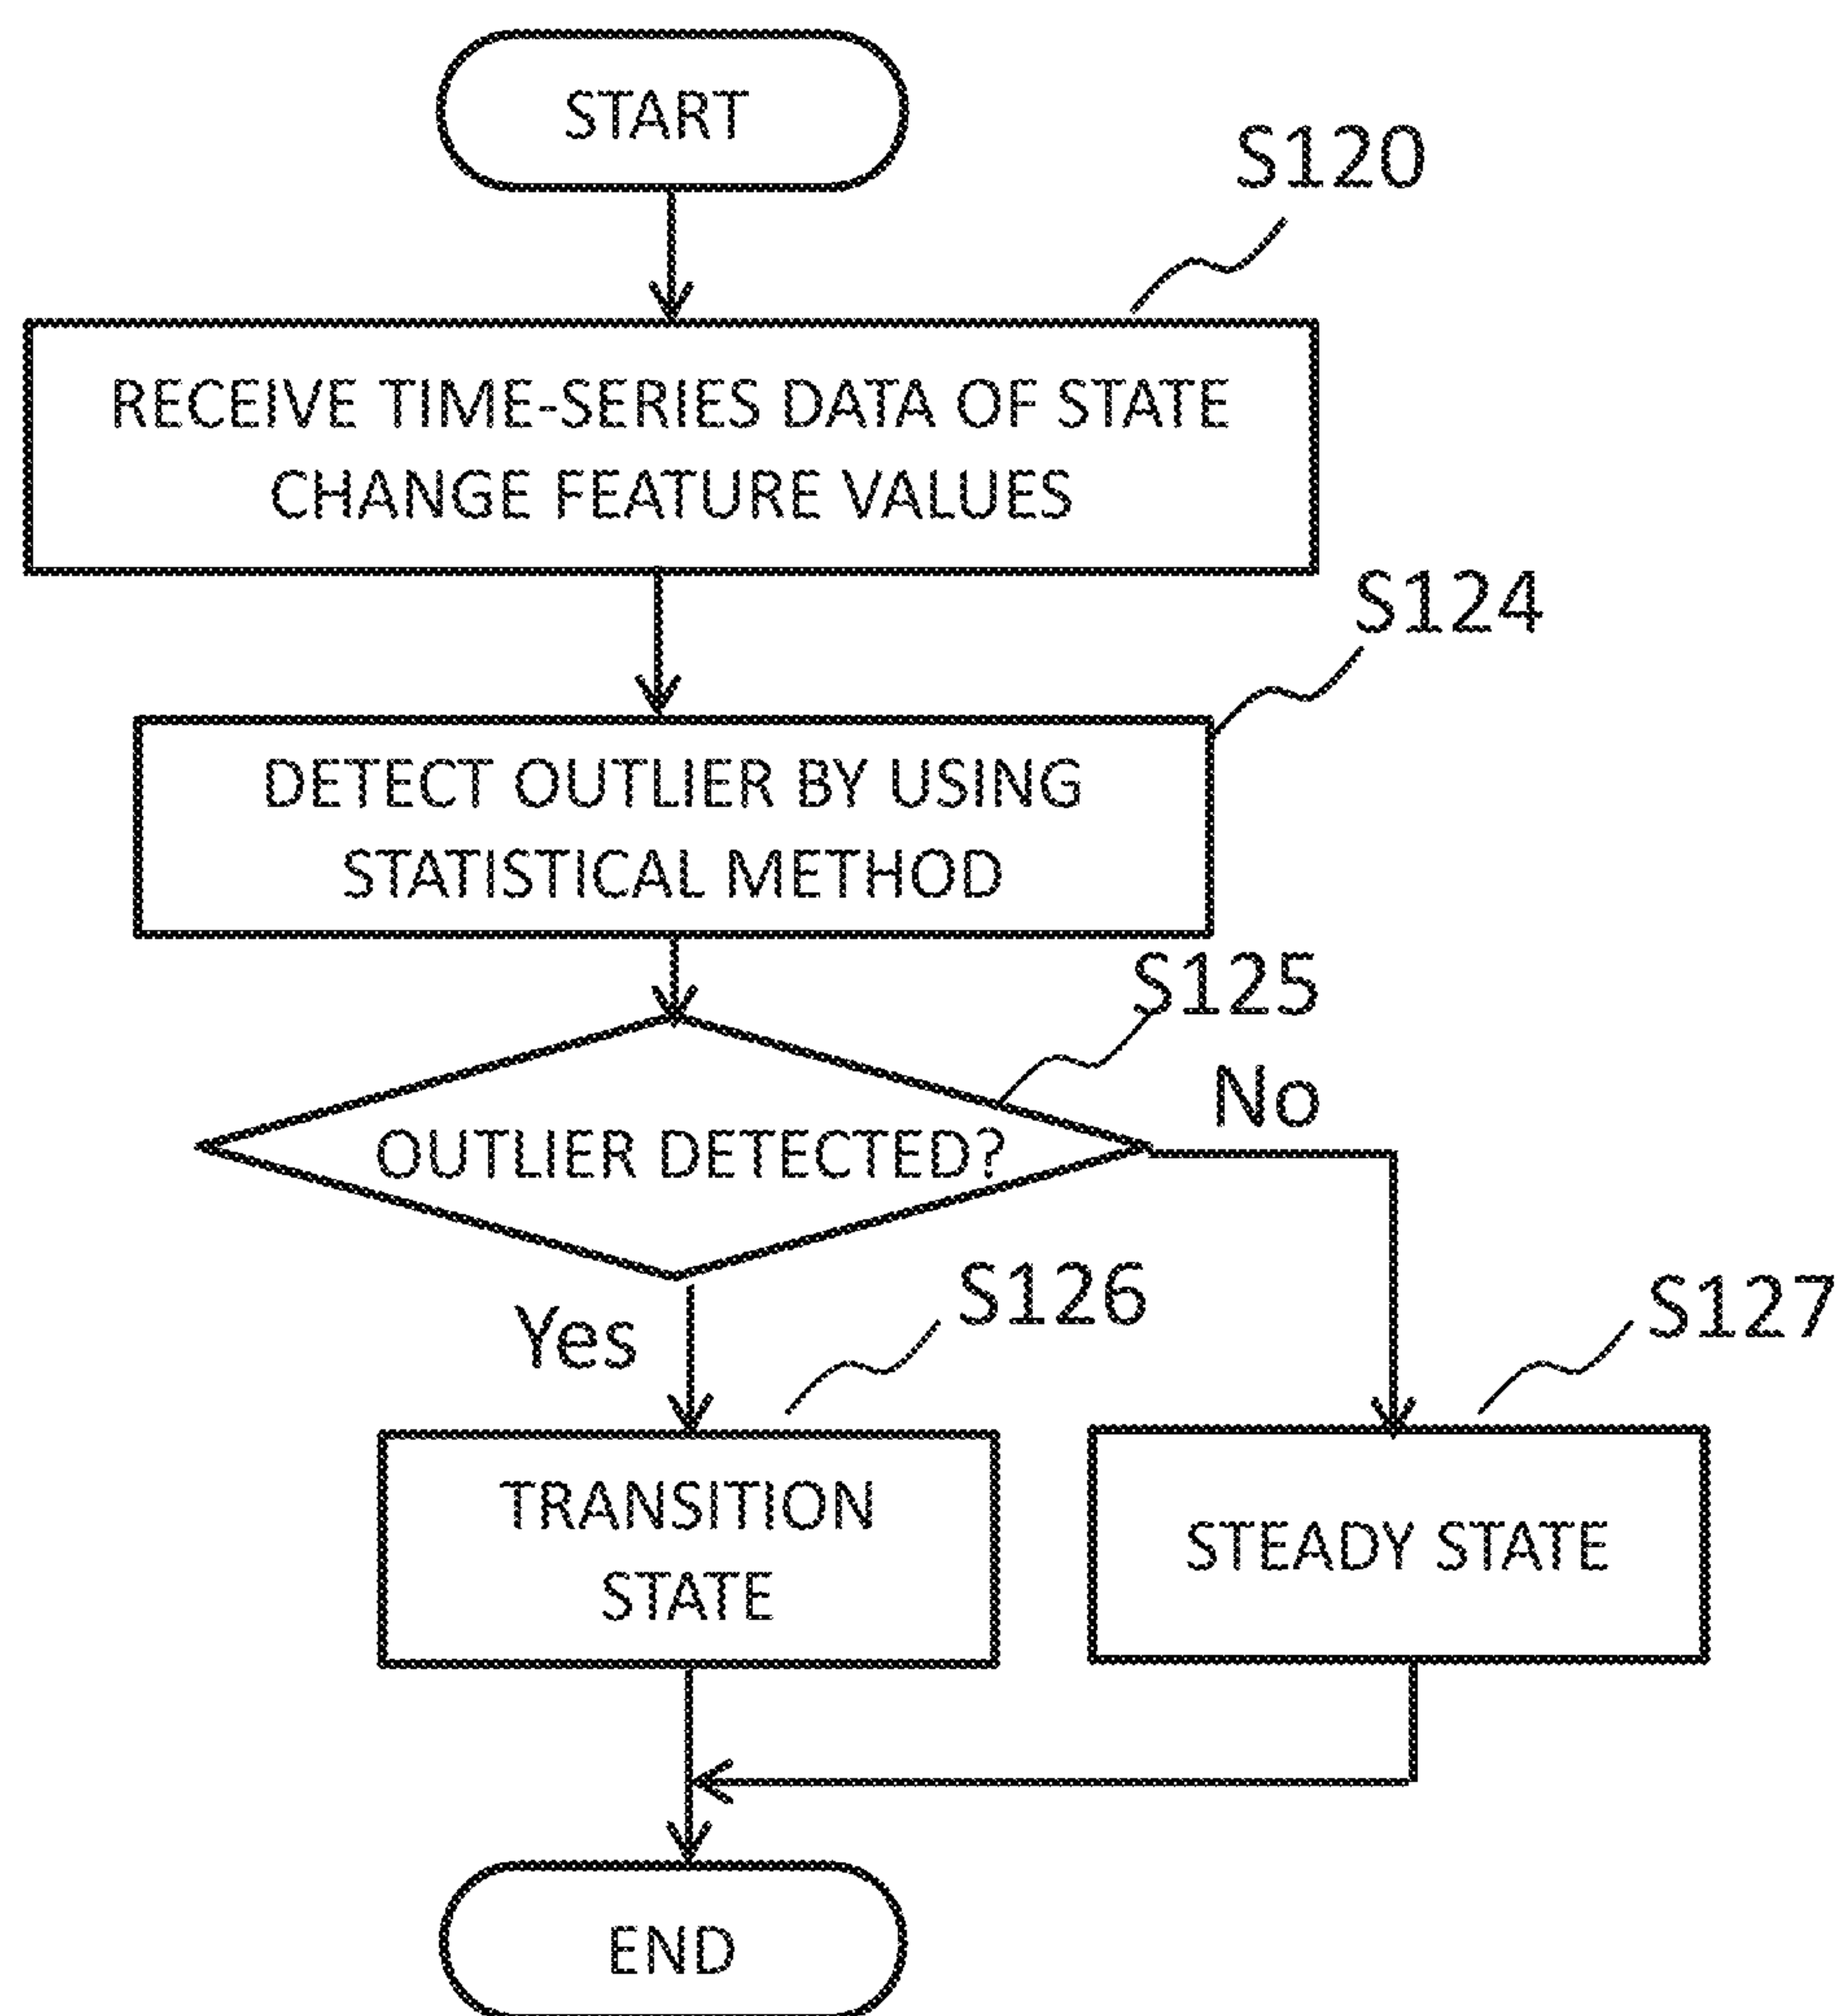 START
S120
RECEIVE TIME-SERIES DATA OF STATE
CHANGE FEATURE VALUES
S124
DETECT OUTLIER BY USING
STATISTICAL METHOD
S125
No
OUTLIER DETECTED?
Yes
S126
S127
TRANSITION
STATE
STEADY STATE
END